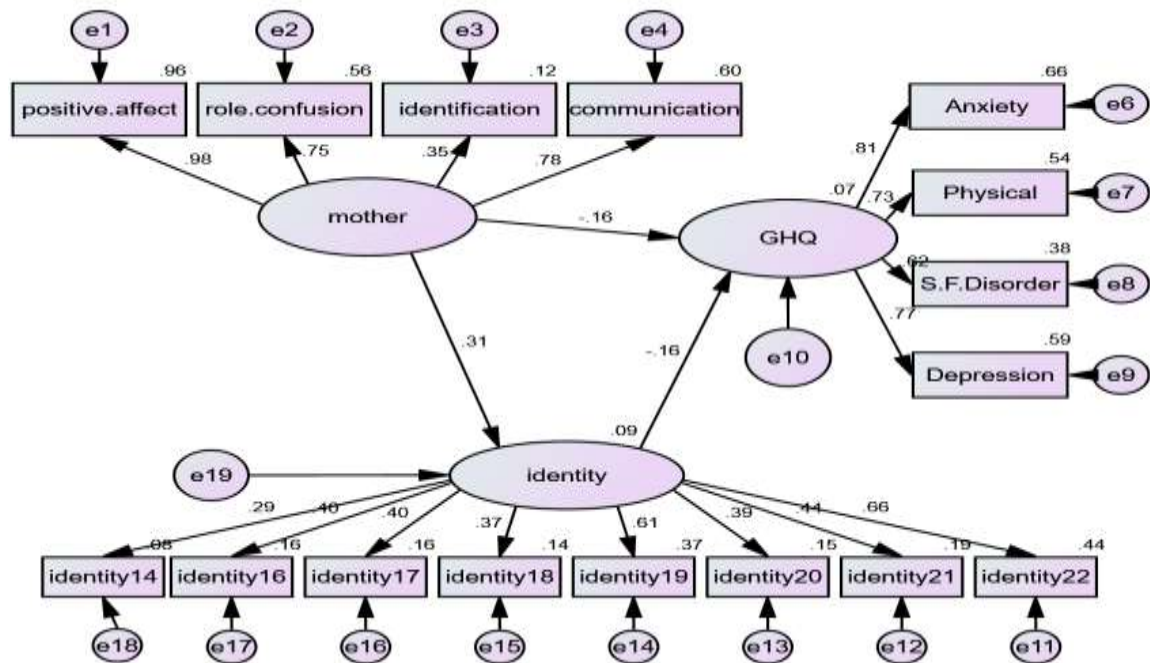 e1 e2 e3 e4
.96 .56 .12 .60 .66
positive.affect role.confusion identification communication Anxiety e6
.98 .75 .35 .78 .81 .54
.07 .73 Physical e7
mother -.16 GHQ .38
.62 S.F.Disorder e8
.77
.31 -.16 e10 .59
Depression e9
.09
e19 identity
.29 .40 .40 .37 .61 .39 .44 .66
.08 .16 .16 .14 .37 .15 .19 .44
identity14 identity16 identity17 identity18 identity19 identity20 identity21 identity22
e18 e17 e16 e15 e14 e13 e12 e11